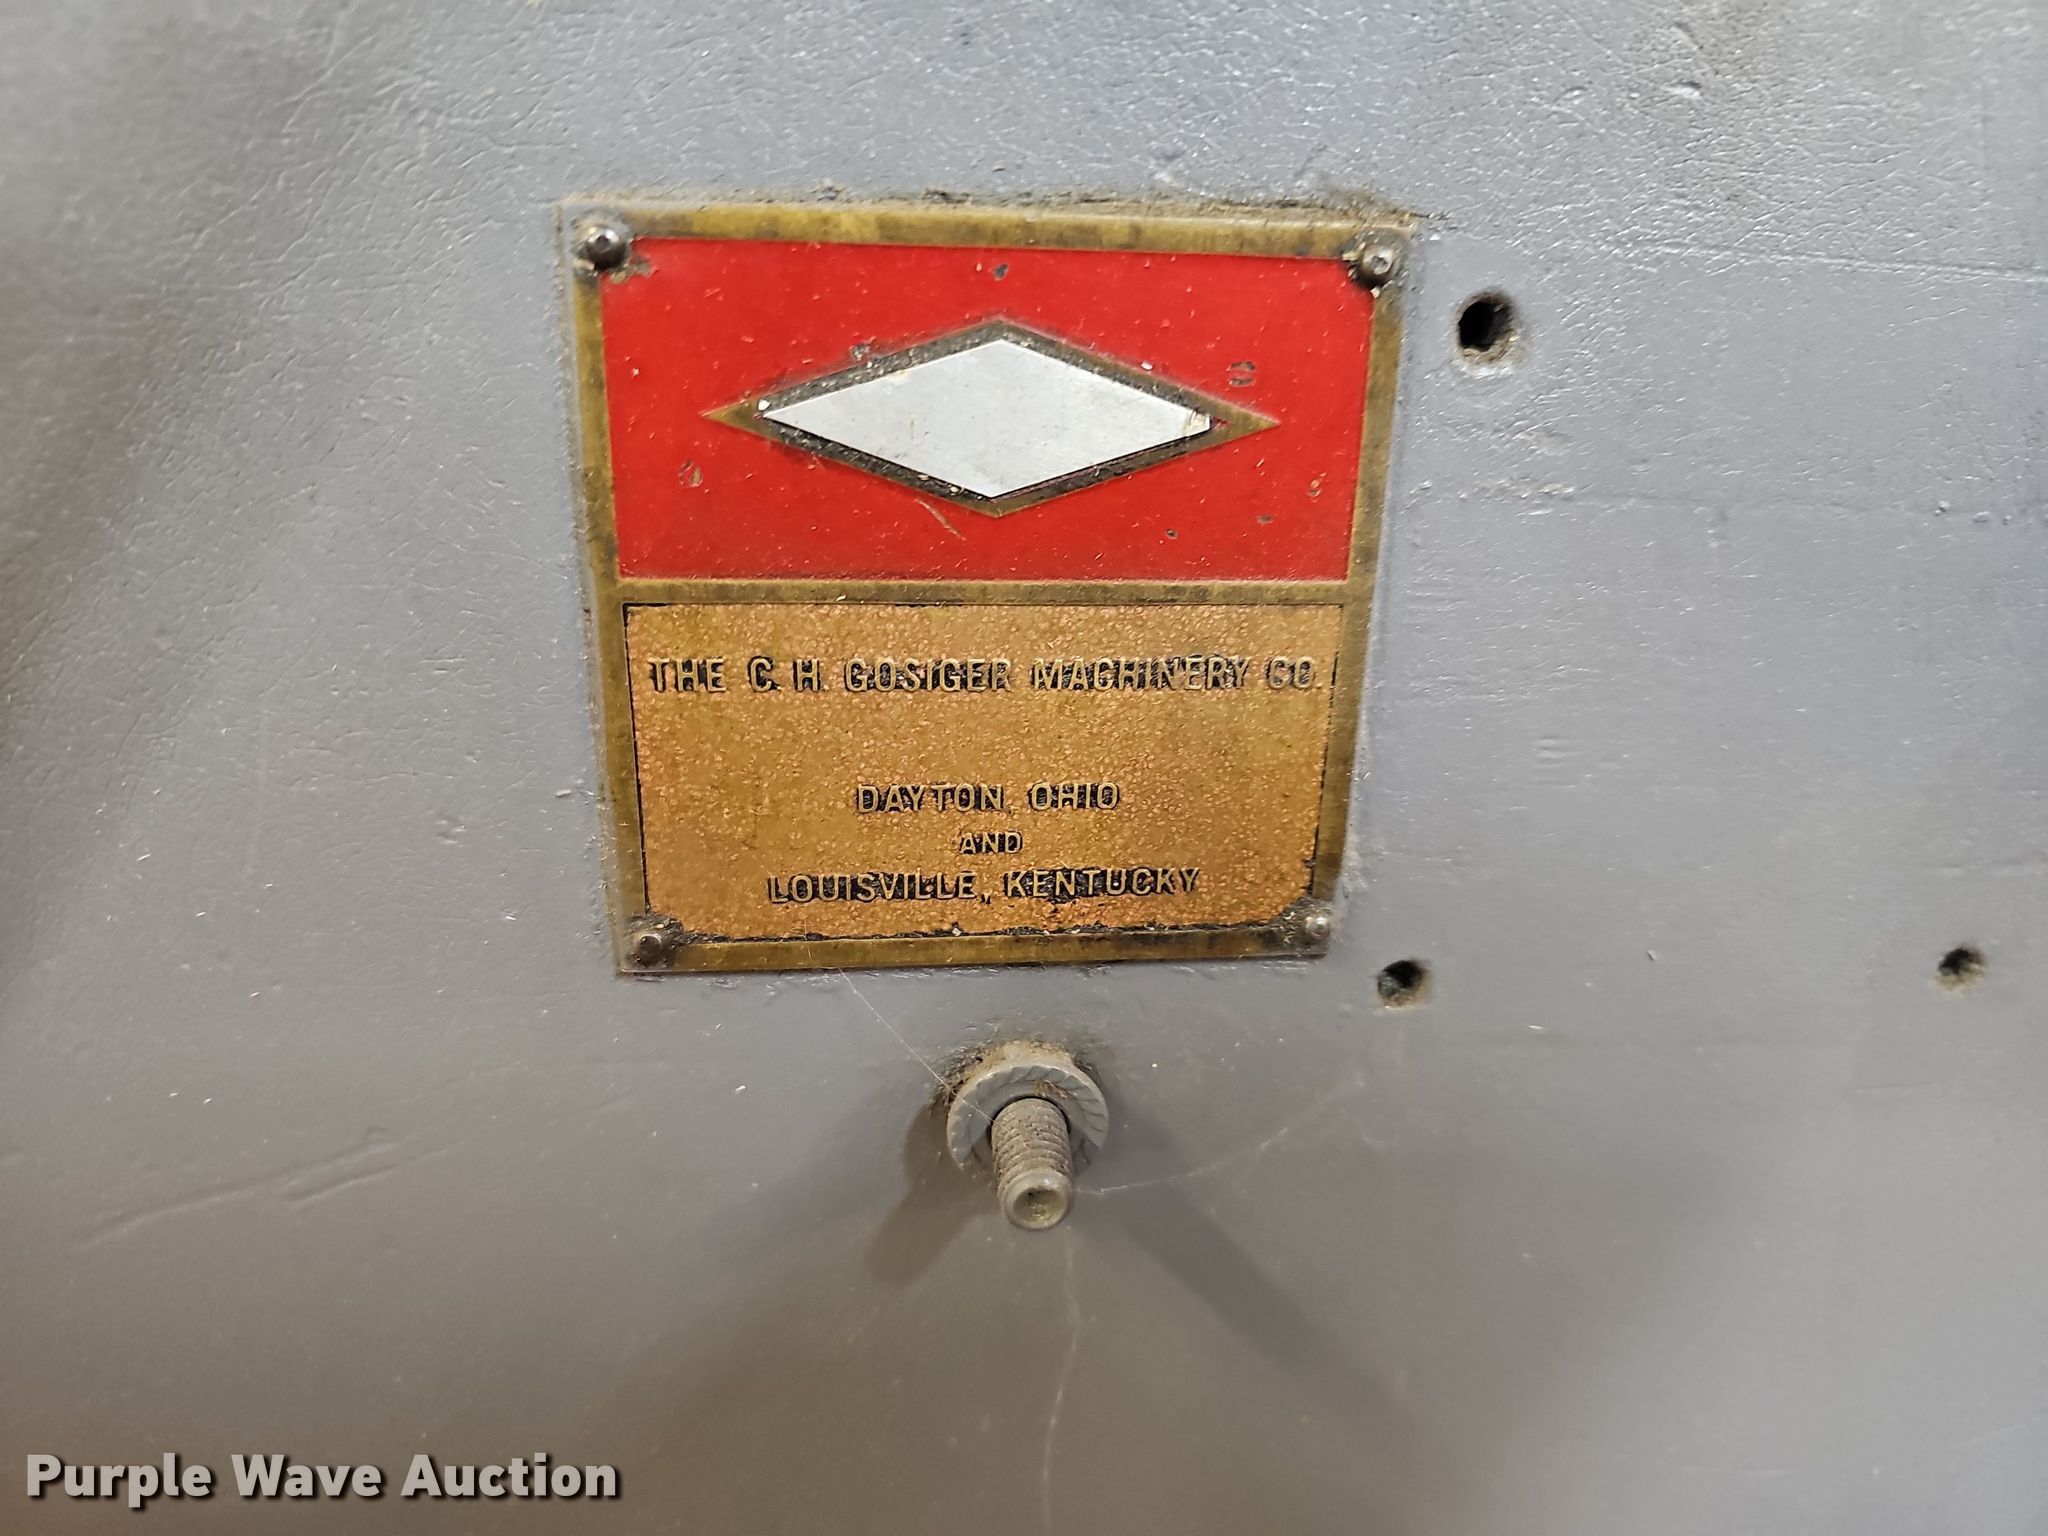 THE C. H. GOSIGER MACHINERY CO.
DAYTON, OHIO
AND
LOUISVILLE, KENTUCKY
Purple Wave Auction